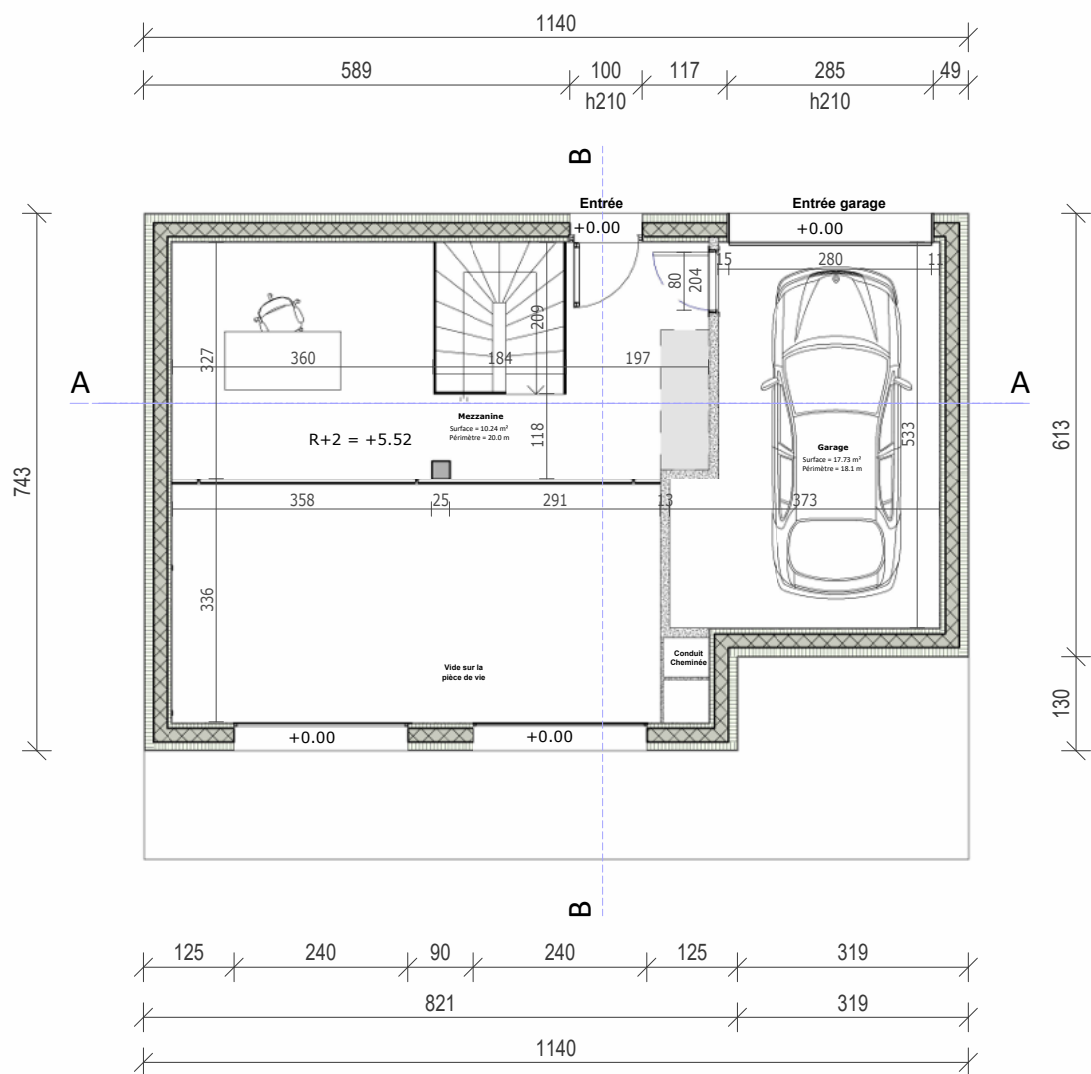 1140
589
100
117
285
49
h210
h210
B
Entrée
Entrée garage
+0.00
+0.00
15
280
11
80
204
209
327
360
184
197
A
A
Mezzanine
Surface = 10.24 m²
Périmètre = 20.0 m
R+2 = +5.52
118
Garage
Surface = 17.73 m²
Périmètre = 18.1 m
533
613
743
358
25
291
13
373
336
Vide sur la
pièce de vie
Conduit
Cheminée
130
+0.00
+0.00
B
125
240
90
240
125
319
821
319
1140